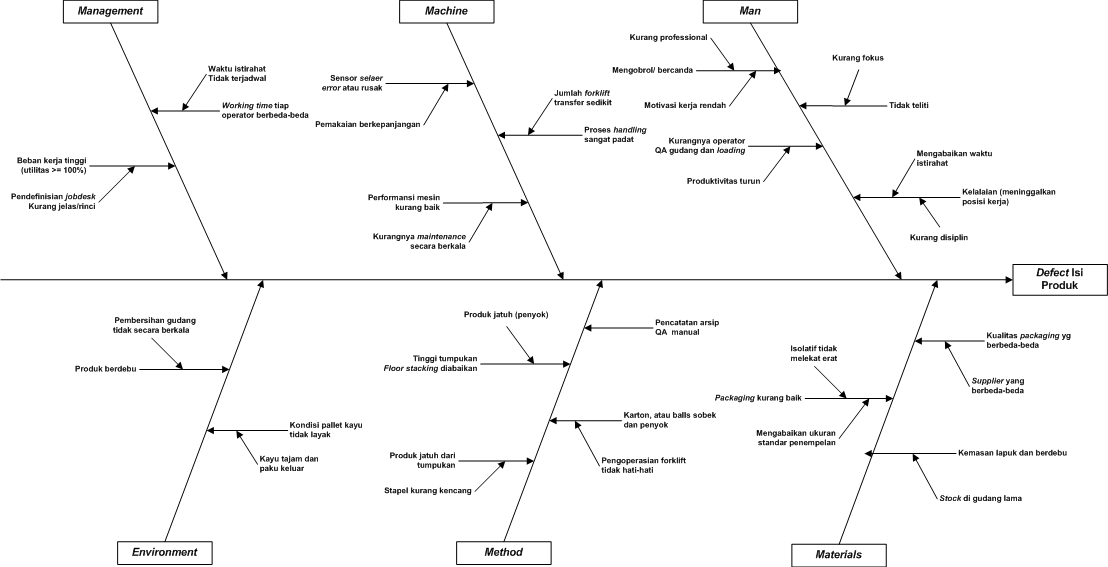 Management
Machine
Man
Waktu istirahat
Tidak terjadwal
Working time tiap
operator berbeda-beda
Beban kerja tinggi
(utilitas >= 100%)
Pendefinisian jobdesk
Kurang jelas/rinci
Sensor selaer
error atau rusak
Pemakaian berkepanjangan
Jumlah forklift
transfer sedikit
Proses handling
sangat padat
Performansi mesin
kurang baik
Kurangnya maintenance
secara berkala
Kurang professional
Mengobrol/ bercanda
Motivasi kerja rendah
Kurang fokus
Tidak teliti
Kurangnya operator
QA gudang dan loading
Produktivitas turun
Mengabaikan waktu
istirahat
Kelalaian (meninggalkan
posisi kerja)
Kurang disiplin
Defect Isi
Produk
Pembersihan gudang
tidak secara berkala
Produk berdebu
Kondisi pallet kayu
tidak layak
Kayu tajam dan
paku keluar
Produk jatuh (penyok)
Tinggi tumpukan
Floor stacking diabaikan
Pencatatan arsip
QA manual
Karton, atau balls sobek
dan penyok
Pengoperasian forklift
tidak hati-hati
Produk jatuh dari
tumpukan
Stapel kurang kencang
Isolatif tidak
melekat erat
Packaging kurang baik
Mengabaikan ukuran
standar penempelan
Kualitas packaging yg
berbeda-beda
Supplier yang
berbeda-beda
Kemasan lapuk dan berdebu
Stock di gudang lama
Environment
Method
Materials